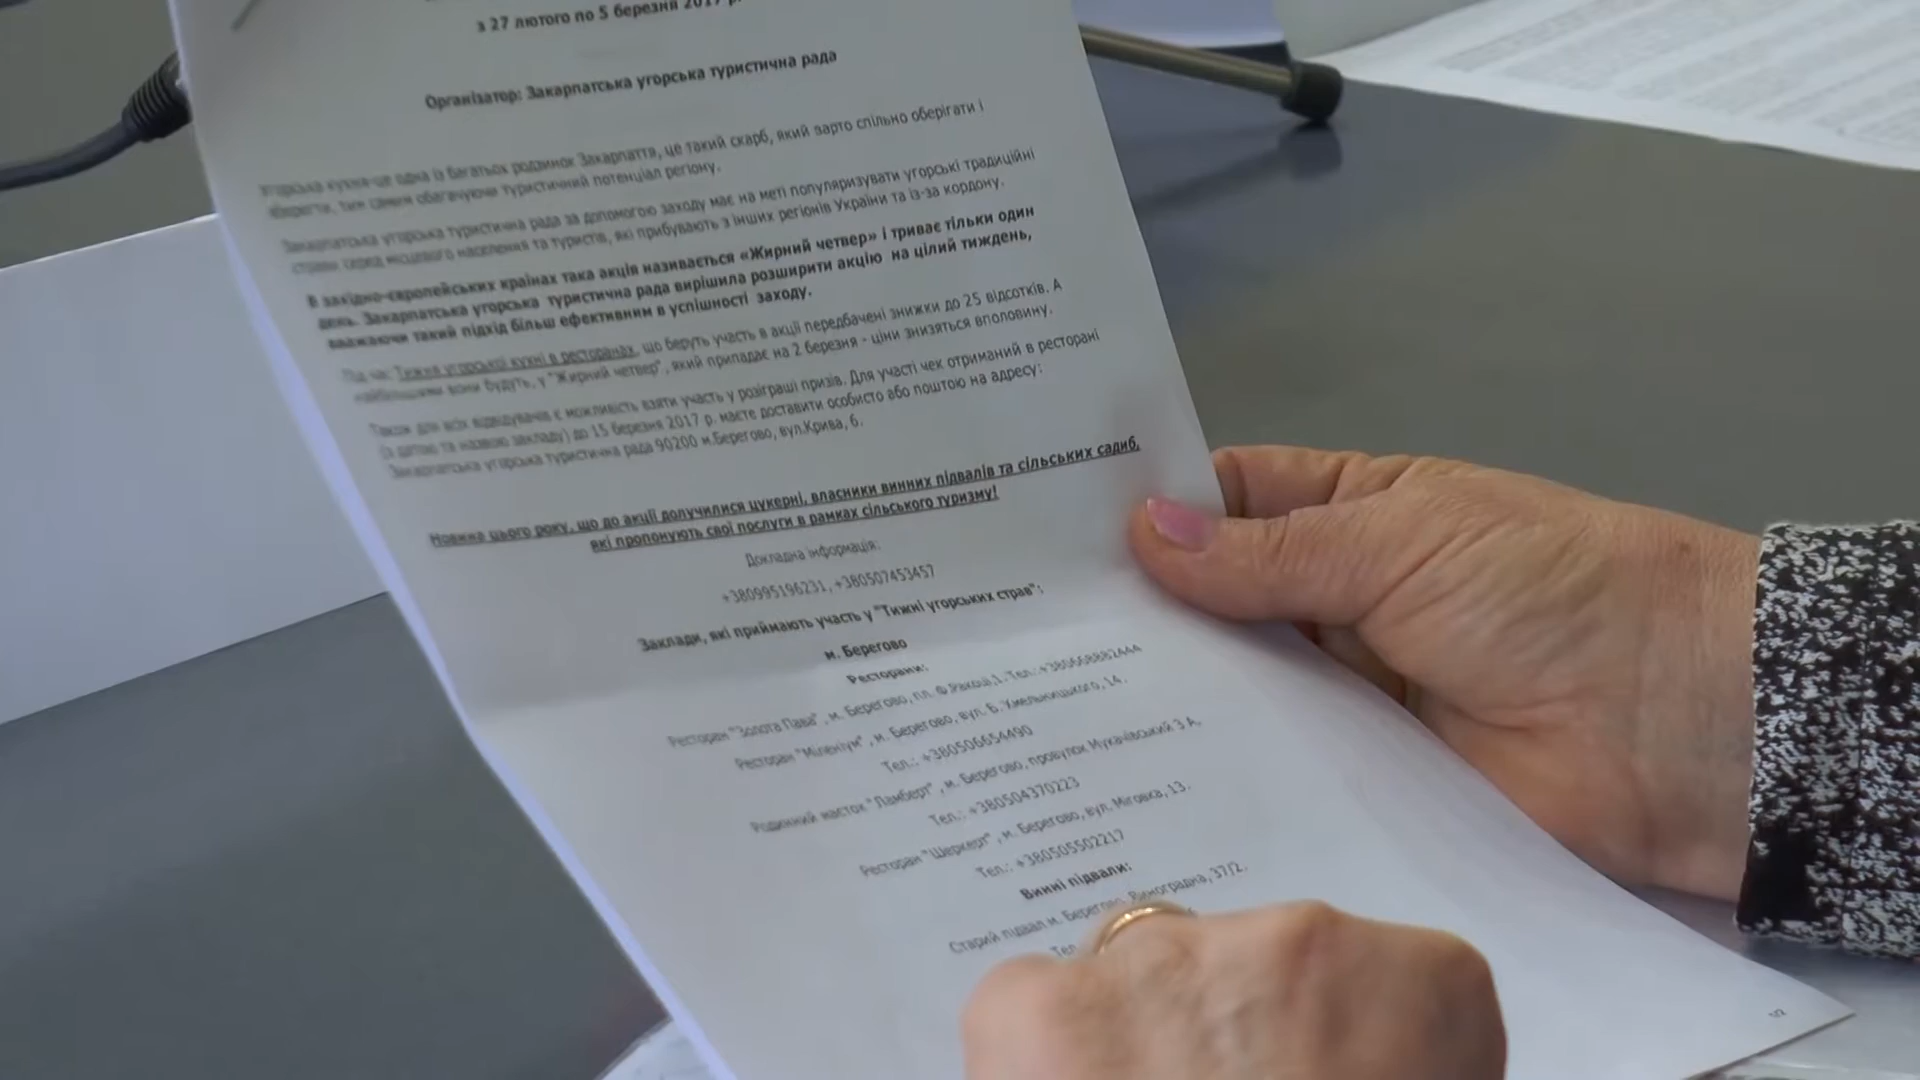 з 27 лютого по 5 березня 2017 р.
Організатор: Закарпатська угорська туристична рада
Угорська кухня-це одна із багатьох родзинок Закарпаття, це такий скарб, який варто спільно оберігати і
зберегти, тим самим збагачуючи туристичний потенціал регіону.
Закарпатська угорська туристична рада за допомогою заходу має на меті популяризувати угорські традиційні
страви серед місцевого населення та туристів, які прибувають з інших регіонів України та із-за кордону.
В західно-європейських країнах така акція називається «Жирний четвер» і триває тільки один
день. Закарпатська угорська туристична рада вирішила розширити акцію на цілий тиждень,
вважаючи такий підхід більш ефективним в успішності заходу.
Під час Тижня угорської кухні в ресторанах, що беруть участь в акції передбачені знижки до 25 відсотків. А
найбільшими вони будуть, у "Жирний четвер", який припадає на 2 березня - ціни знизяться вполовину.
Також для всіх відвідувачів є можливість взяти участь у розіграші призів. Для участі чек отриманий в ресторані
(з датою та назвою закладу) до 15 березня 2017 р. маєте доставити особисто або поштою на адресу:
Закарпатська угорська туристична рада 90200 м.Берегово, вул.Крива, 6.
Новина цього року, що до акції долучилися цукерні, власники винних підвалів та сільських садиб,
які пропонують свої послуги в рамках сільського туризму!
Докладна інформація:
+380995196231, +380507453457
Заклади, які приймають участь у "Тижні угорських страв":
м. Берегово
Ресторани:
Ресторан "Золота Пава", м. Берегово, пл. Ф.Ракоці,1. Тел.: +380668882444
Ресторан "Міленіум", м. Берегово, вул. Б. Хмельницького, 14.
Тел.: +380506654490
Родинний маєток "Ламберт", м. Берегово, провулок Мукачівський 3 А,
Тел.: +380504370223
Ресторан "Шеркерт", м. Берегово, вул. Міговка, 13.
Тел.: +380505502217
Винні підвали:
Старий підвал м. Берегово, Виноградна, 37/2.
Тел
1/2